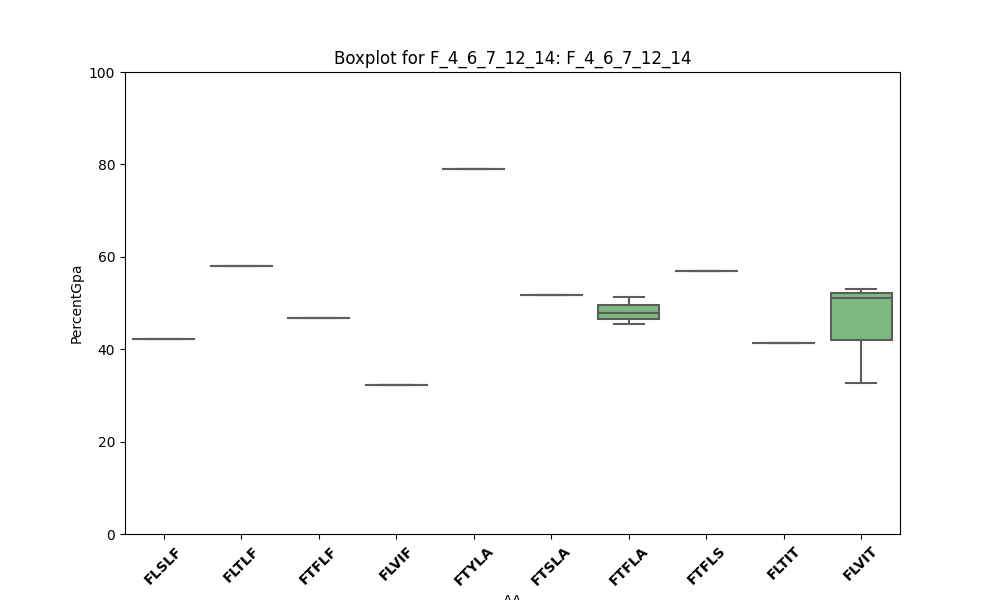 Boxplot for F_4_6_7_12_14: F_4_6_7_12_14
100
80
60
40
20
0
PercentGpa
FLSLF
FLTLF
FTFLF
FLVIF
FTYLA
FTSLA
FTFLA
FTFLS
FLTIT
FLVIT
AA